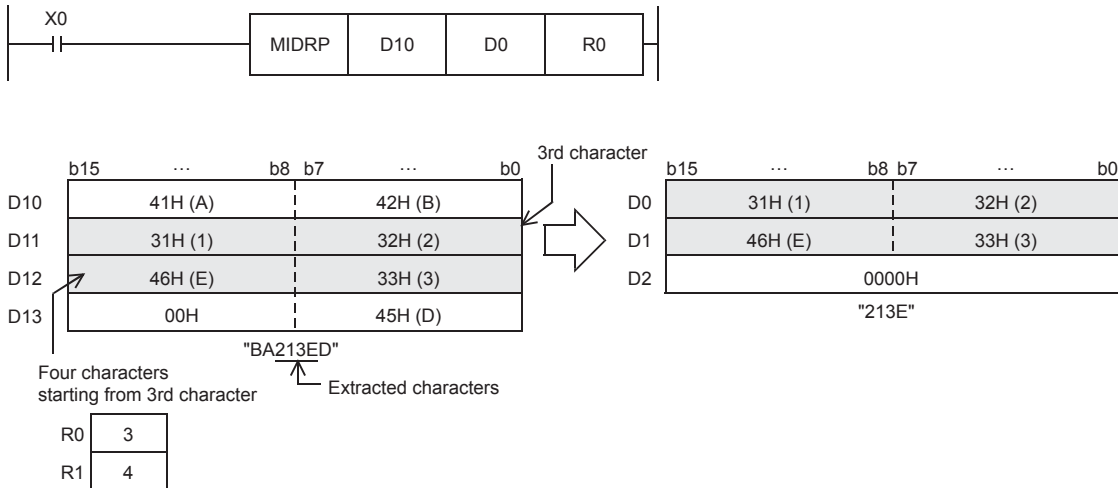 X0
MIDRP D10 D0 R0
3rd character
b15 … b8 b7 … b0
b15 … b8 b7 … b0
D10 41H (A) 42H (B)
D0 31H (1) 32H (2)
D11 31H (1) 32H (2)
D1 46H (E) 33H (3)
D12 46H (E) 33H (3)
D2 0000H
D13 00H 45H (D)
"213E"
"BA213ED"
Four characters
starting from 3rd character
Extracted characters
R0 3
R1 4